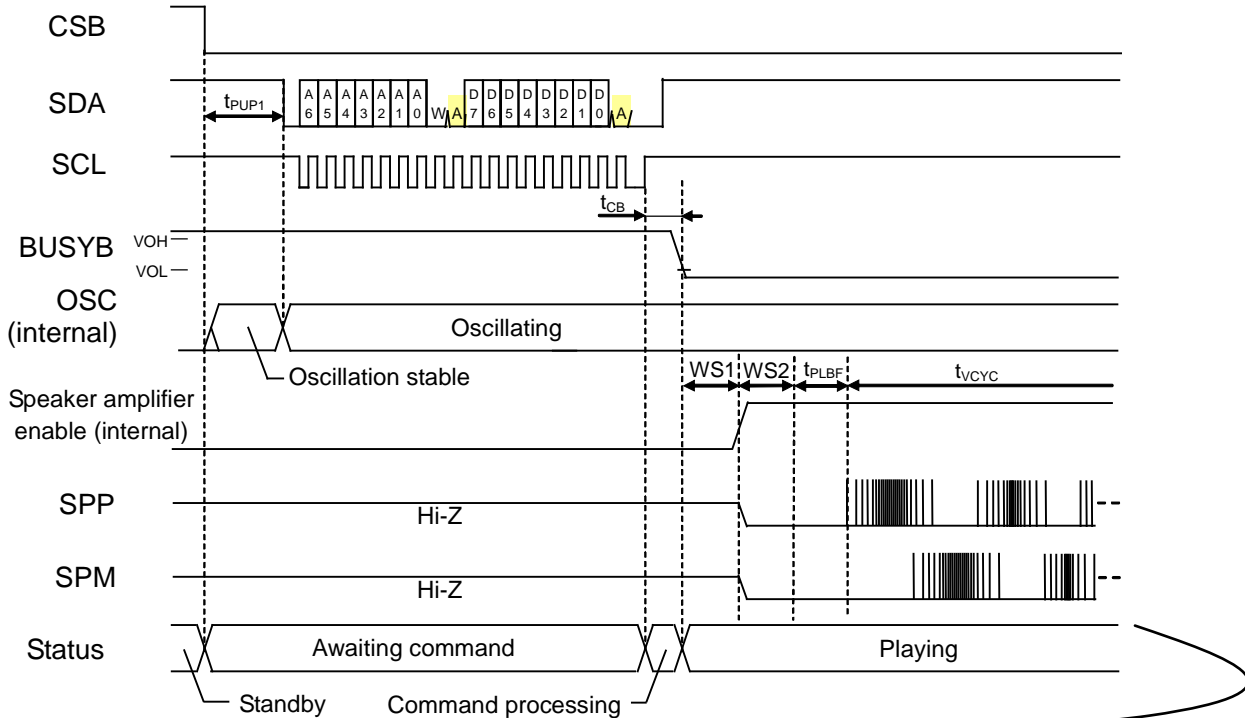 CSB
SDA
tPUP1
A6 A5 A4 A3 A2 A1 A0 W A D7 D6 D5 D4 D3 D2 D1 D0 A
SCL
tCB
BUSYB
VOH
VOL
OSC
(internal)
Oscillating
Oscillation stable
WS1 WS2 tPLBF tVCYC
Speaker amplifier
enable (internal)
SPP
Hi-Z
SPM
Hi-Z
Status
Awaiting command
Playing
Standby
Command processing